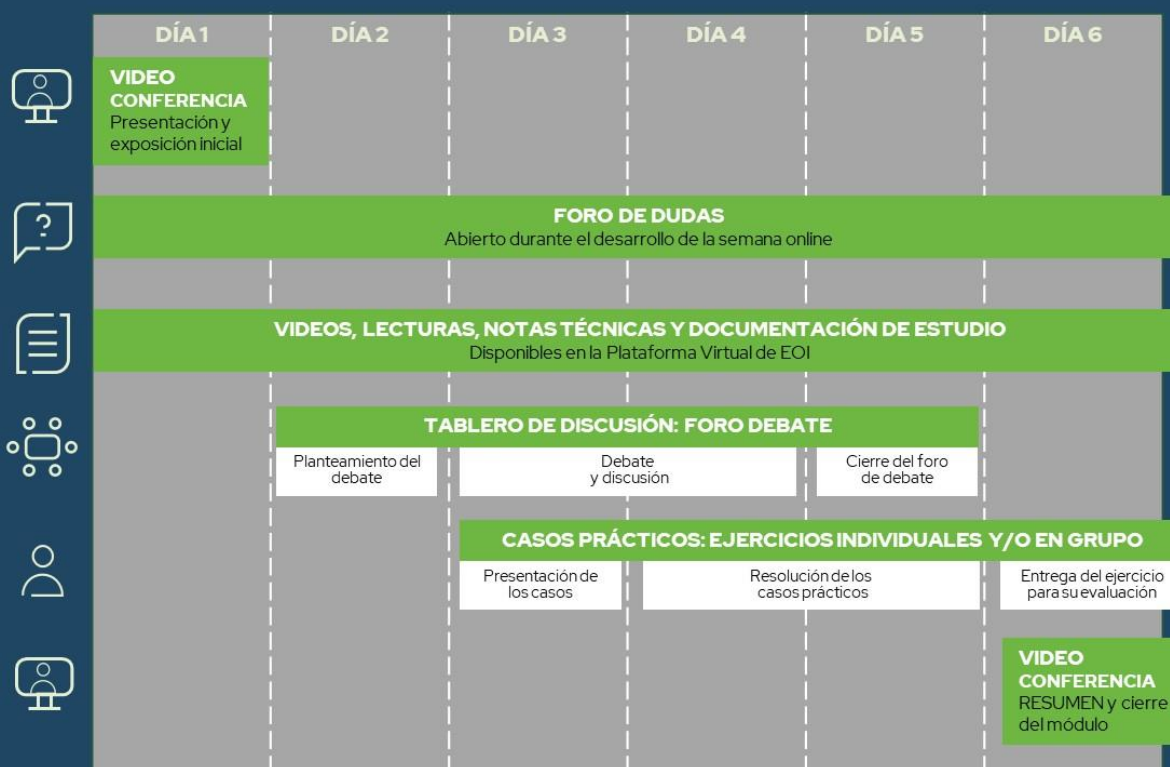 DÍA 1
DÍA 2
DÍA 3
DÍA 4
DÍA 5
DÍA 6
VIDEO
CONFERENCIA
Presentación y
exposición inicial
?
FORO DE DUDAS
Abierto durante el desarrollo de la semana online
VIDEOS, LECTURAS, NOTAS TÉCNICAS Y DOCUMENTACIÓN DE ESTUDIO
Disponibles en la Plataforma Virtual de EOI
TABLERO DE DISCUSIÓN: FORO DEBATE
Planteamiento del
debate
Debate
y discusión
Cierre del foro
de debate
CASOS PRÁCTICOS: EJERCICIOS INDIVIDUALES Y/O EN GRUPO
Presentación de
los casos
Resolución de los
casos prácticos
Entrega del ejercicio
para su evaluación
VIDEO
CONFERENCIA
RESUMEN y cierre
del módulo